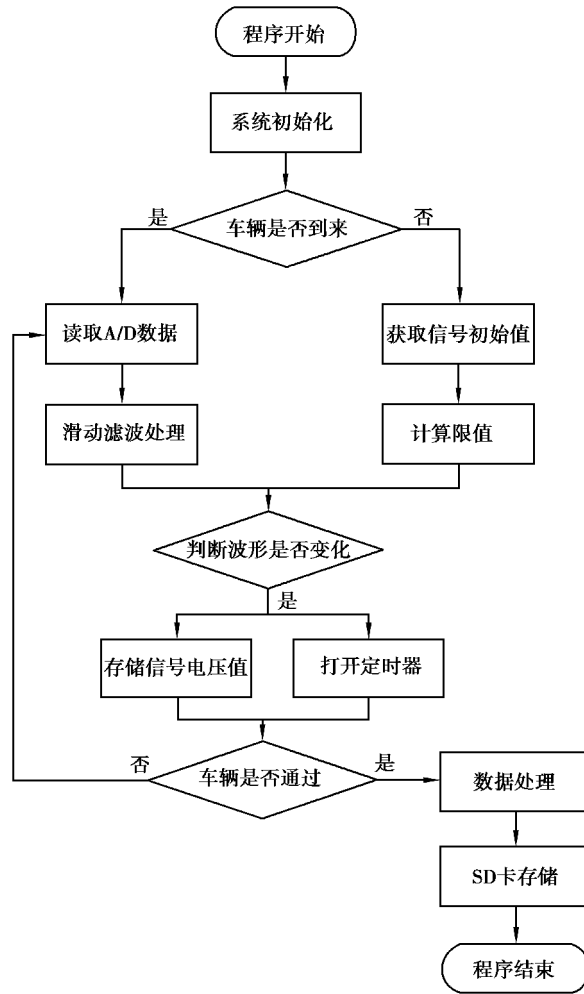 程序开始
系统初始化
车辆是否到来
是
否
读取A/D数据
获取信号初始值
滑动滤波处理
计算限值
判断波形是否变化
是
存储信号电压值
打开定时器
否
车辆是否通过
是
数据处理
SD卡存储
程序结束